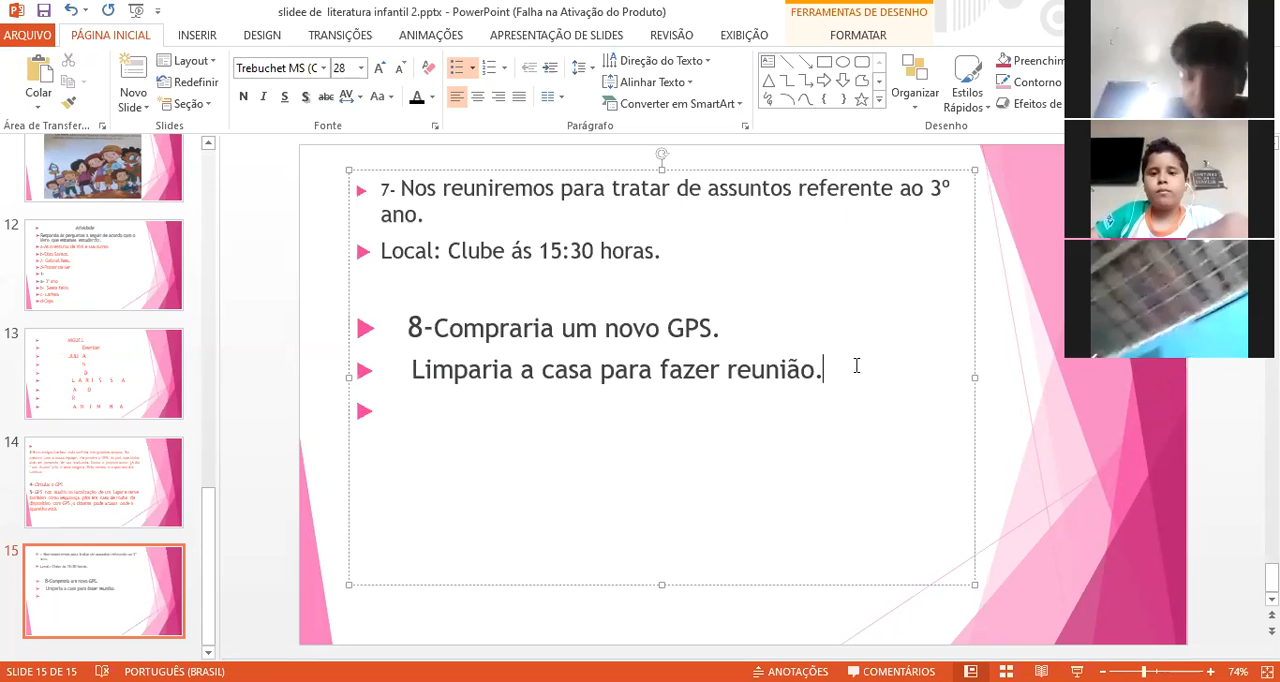 slidee de literatura infantil 2.pptx - PowerPoint (Falha na Ativação do Produto)
FERRAMENTAS DE DESENHO
ARQUIVO PÁGINA INICIAL INSERIR DESIGN TRANSIÇÕES ANIMAÇÕES APRESENTAÇÃO DE SLIDES REVISÃO EXIBIÇÃO FORMATAR
Colar
Novo
Slide
Layout
Redefinir
Seção
Trebuchet MS (C 28
N I S S abc AV Aa A
Direção do Texto
Alinhar Texto
Converter em SmartArt
Organizar
Estilos
Rápidos
Preenchim
Contorno
Efeitos de
Área de Transfer... Slides Fonte Parágrafo Desenho
12
Atividade
13
MIGUEL
14
15
7- Nos reuniremos para tratar de assuntos referente ao 3º
ano.
Local: Clube ás 15:30 horas.
8-Compraria um novo GPS.
Limparia a casa para fazer reunião.
SLIDE 15 DE 15 PORTUGUÊS (BRASIL) ANOTAÇÕES COMENTÁRIOS 74%